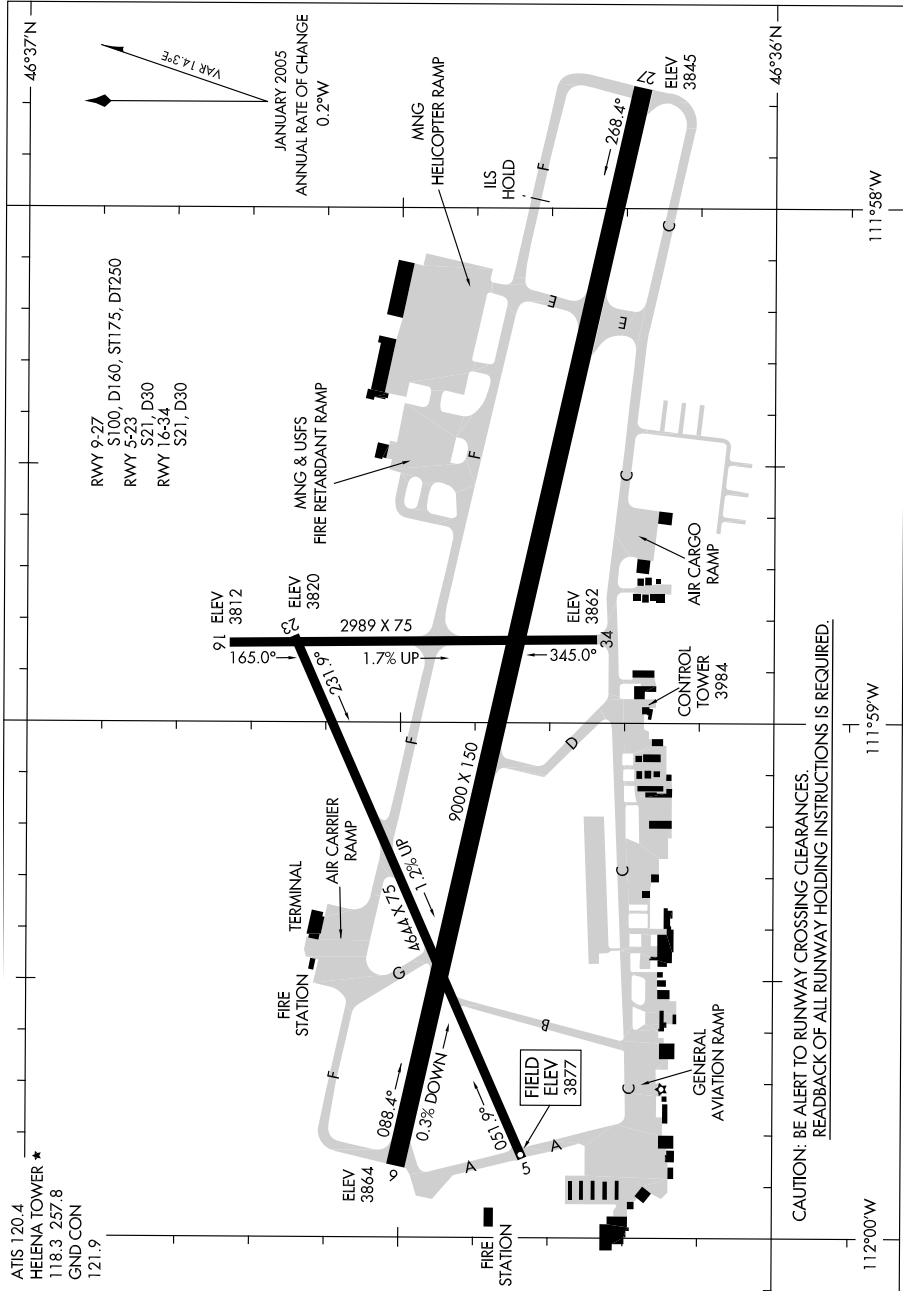 ATIS 120.4
HELENA TOWER ★
118.3 257.8
GND CON
121.9
46°37'N
VAR 14.3°E
JANUARY 2005
ANNUAL RATE OF CHANGE
0.2°W
RWY 9-27
S100, D160, ST175, DT250
RWY 5-23
S21, D30
RWY 16-34
S21, D30
MNG
HELICOPTER RAMP
ILS
HOLD
MNG & USFS
FIRE RETARDANT RAMP
ELEV
3812
16
ELEV
3820
23
165.0°
231.9°
2989 X 75
1.7% UP
345.0°
ELEV
3862
34
TERMINAL
AIR CARRIER
RAMP
FIRE
STATION
F
F
F
F
G
4644 X 75
1.2% UP
9000 X 150
ELEV
3864
9
088.4°
0.3% DOWN
268.4°
27
ELEV
3845
E
E
C
C
C
C
D
B
A
A
5
051.9°
FIELD
ELEV
3877
FIRE
STATION
GENERAL
AVIATION RAMP
CONTROL
TOWER
3984
AIR CARGO
RAMP
46°36'N
CAUTION: BE ALERT TO RUNWAY CROSSING CLEARANCES.
READBACK OF ALL RUNWAY HOLDING INSTRUCTIONS IS REQUIRED.
112°00'W
111°59'W
111°58'W